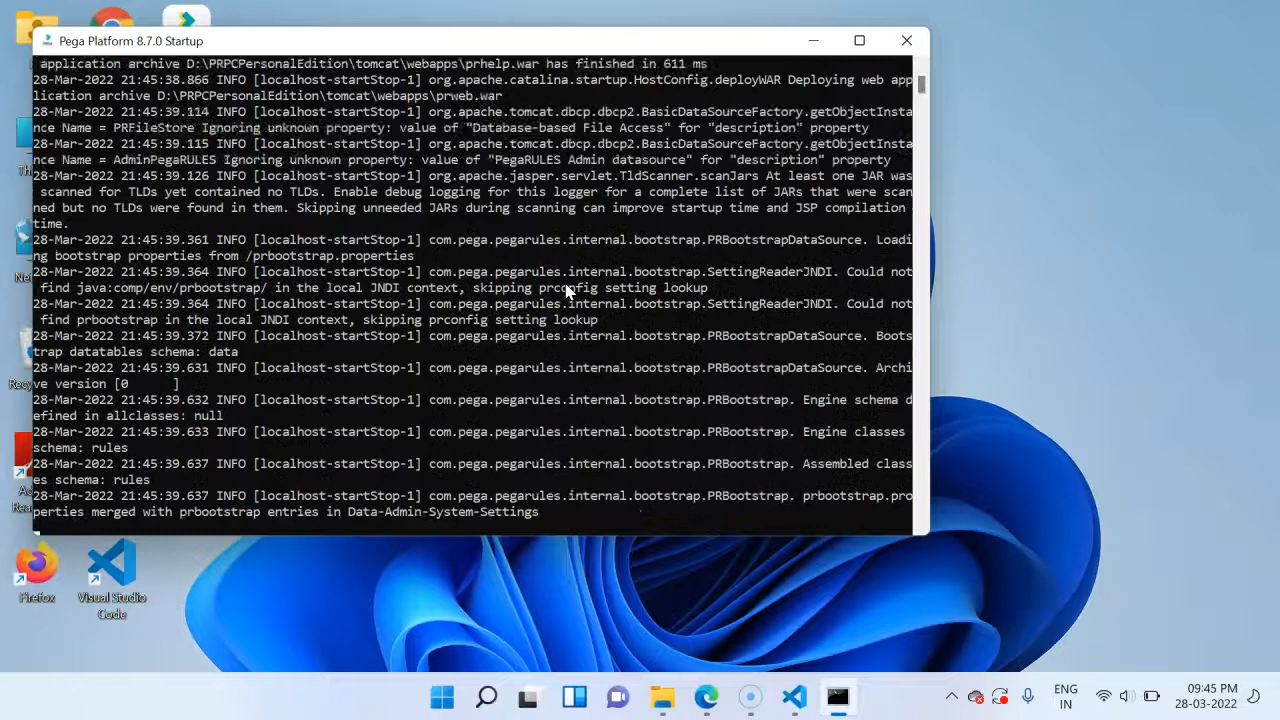 Pega Platform 8.7.0 Startup
application archive D:\PRPCPersonalEdition\tomcat\webapps\prhelp.war has finished in 611 ms
28-Mar-2022 21:45:38.866 INFO [localhost-startStop-1] org.apache.catalina.startup.HostConfig.deployWAR Deploying web app
lication archive D:\PRPCPersonalEdition\tomcat\webapps\prweb.war
28-Mar-2022 21:45:39.114 INFO [localhost-startStop-1] org.apache.tomcat.dbcp.dbcp2.BasicDataSourceFactory.getObjectInsta
nce Name = PRFileStore Ignoring unknown property: value of "Database-based File Access" for "description" property
28-Mar-2022 21:45:39.115 INFO [localhost-startStop-1] org.apache.tomcat.dbcp.dbcp2.BasicDataSourceFactory.getObjectInsta
nce Name = AdminPegaRULES Ignoring unknown property: value of "PegaRULES Admin datasource" for "description" property
28-Mar-2022 21:45:39.126 INFO [localhost-startStop-1] org.apache.jasper.servlet.TldScanner.scanJars At least one JAR was
scanned for TLDs yet contained no TLDs. Enable debug logging for this logger for a complete list of JARs that were scan
ned but no TLDs were found in them. Skipping unneeded JARs during scanning can improve startup time and JSP compilation
time.
28-Mar-2022 21:45:39.361 INFO [localhost-startStop-1] com.pega.pegarules.internal.bootstrap.PRBootstrapDataSource. Loadi
ng bootstrap properties from /prbootstrap.properties
28-Mar-2022 21:45:39.364 INFO [localhost-startStop-1] com.pega.pegarules.internal.bootstrap.SettingReaderJNDI. Could not
find java:comp/env/prbootstrap/ in the local JNDI context, skipping prconfig setting lookup
28-Mar-2022 21:45:39.364 INFO [localhost-startStop-1] com.pega.pegarules.internal.bootstrap.SettingReaderJNDI. Could not
find prbootstrap in the local JNDI context, skipping prconfig setting lookup
28-Mar-2022 21:45:39.372 INFO [localhost-startStop-1] com.pega.pegarules.internal.bootstrap.PRBootstrapDataSource. Boots
trap datatables schema: data
28-Mar-2022 21:45:39.631 INFO [localhost-startStop-1] com.pega.pegarules.internal.bootstrap.PRBootstrapDataSource. Archi
ve version [0      ]
28-Mar-2022 21:45:39.632 INFO [localhost-startStop-1] com.pega.pegarules.internal.bootstrap.PRBootstrap. Engine schema d
efined in allclasses: null
28-Mar-2022 21:45:39.633 INFO [localhost-startStop-1] com.pega.pegarules.internal.bootstrap.PRBootstrap. Engine classes
schema: rules
28-Mar-2022 21:45:39.637 INFO [localhost-startStop-1] com.pega.pegarules.internal.bootstrap.PRBootstrap. Assembled class
es schema: rules
28-Mar-2022 21:45:39.637 INFO [localhost-startStop-1] com.pega.pegarules.internal.bootstrap.PRBootstrap. prbootstrap.pro
perties merged with prbootstrap entries in Data-Admin-System-Settings
Firefox
Visual Studio
Code
ENG
IN
09:45 PM
28-03-2022